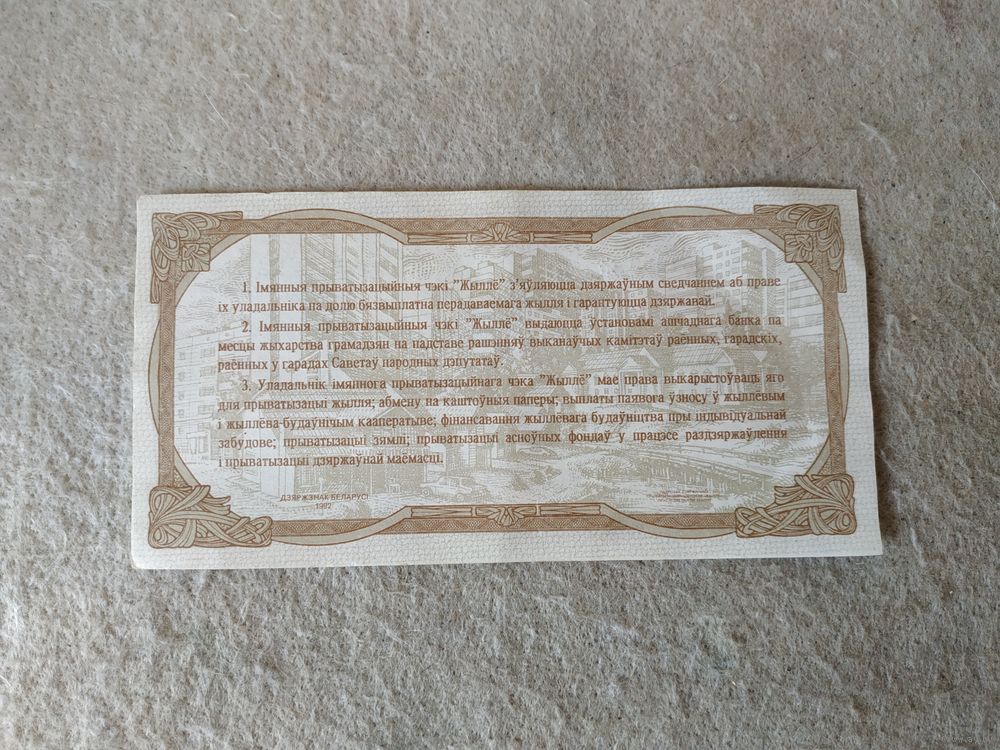 1. Імянныя прыватызацыйныя чэкі "Жыллё" з'яўляюцца дзяржаўным сведчаннем аб праве
іх уладальніка на долю бязвыплатна перадаваемага жылля і гарантуюцца дзяржавай.
2. Імянныя прыватызацыйныя чэкі "Жыллё" выдаюцца ўстановамі ашчаднага банка па
месцы жыхарства грамадзян на падставе рашэнняў выканаўчых камітэтаў раённых, гарадскіх,
раённых у гарадах Саветаў народных дэпутатаў.
3. Уладальнік імяннога прыватызацыйнага чэка "Жыллё" мае права выкарыстоўваць яго
для прыватызацыі жылля; абмену на каштоўныя паперы; выплаты паявога ўзносу ў жыллёвым
і жыллёва-будаўнічым кааператыве; фінансавання жыллёвага будаўніцтва пры індывідуальнай
забудове; прыватызацыі зямлі; прыватызацыі асноўных фондаў у працэсе раздзяржаўлення
і прыватызацыі дзяржаўнай маёмасці.
ДЗЯРЖЗНАК БЕЛАРУСІ
1992